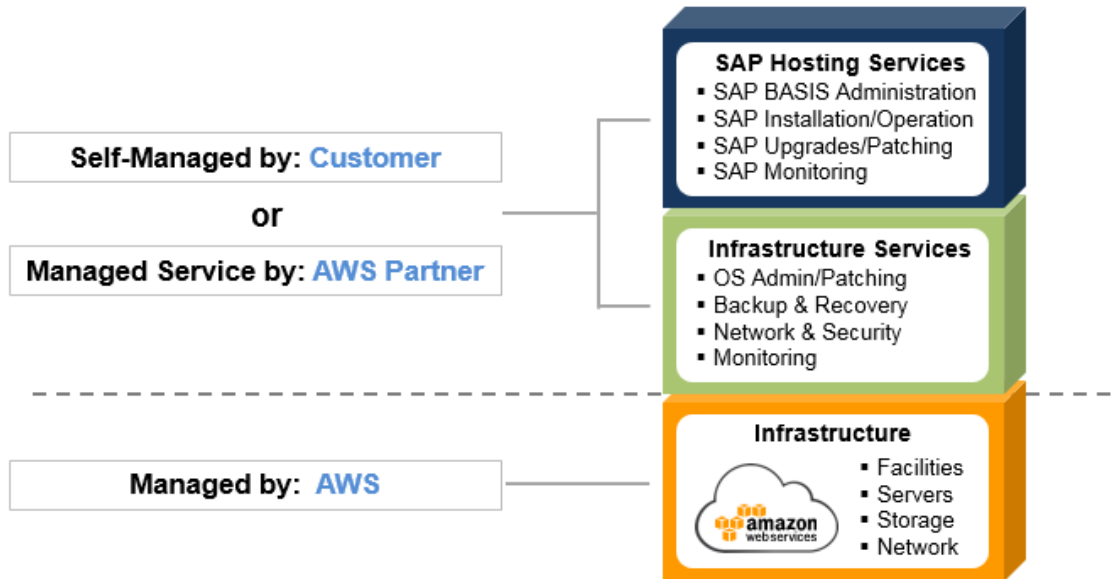 SAP Hosting Services
▪ SAP BASIS Administration
▪ SAP Installation/Operation
▪ SAP Upgrades/Patching
▪ SAP Monitoring
Self-Managed by: Customer
or
Managed Service by: AWS Partner
Infrastructure Services
▪ OS Admin/Patching
▪ Backup & Recovery
▪ Network & Security
▪ Monitoring
Managed by: AWS
Infrastructure
amazon
webservices
▪ Facilities
▪ Servers
▪ Storage
▪ Network